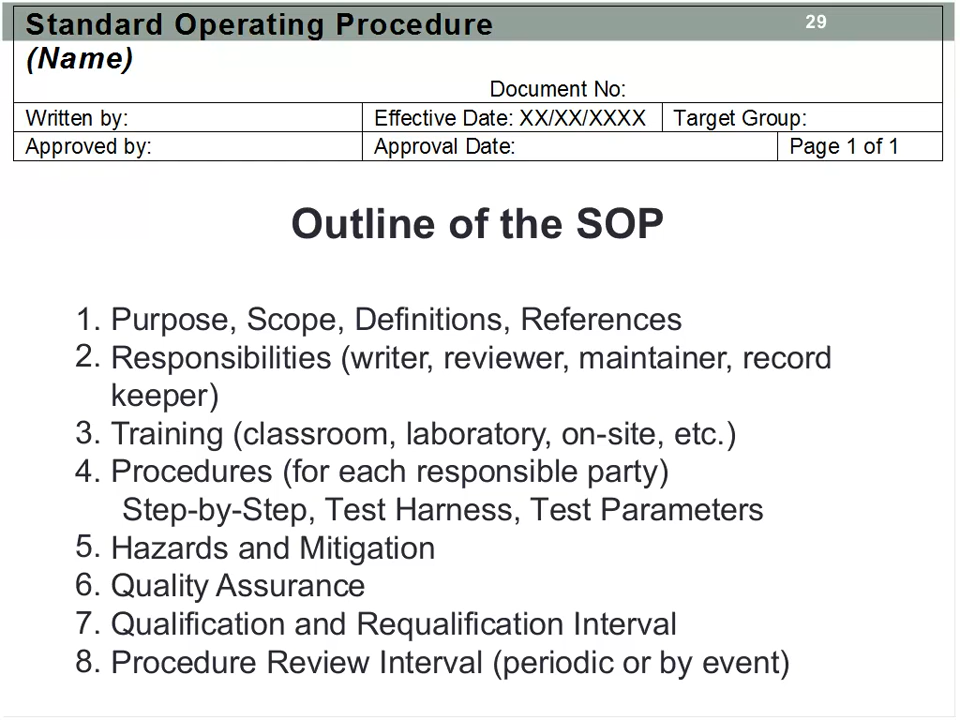 Standard Operating Procedure
29
(Name)
Document No:
Written by:
Effective Date: XX/XX/XXXX
Target Group:
Approved by:
Approval Date:
Page 1 of 1
Outline of the SOP
1. Purpose, Scope, Definitions, References
2. Responsibilities (writer, reviewer, maintainer, record
keeper)
3. Training (classroom, laboratory, on-site, etc.)
4. Procedures (for each responsible party)
Step-by-Step, Test Harness, Test Parameters
5. Hazards and Mitigation
6. Quality Assurance
7. Qualification and Requalification Interval
8. Procedure Review Interval (periodic or by event)